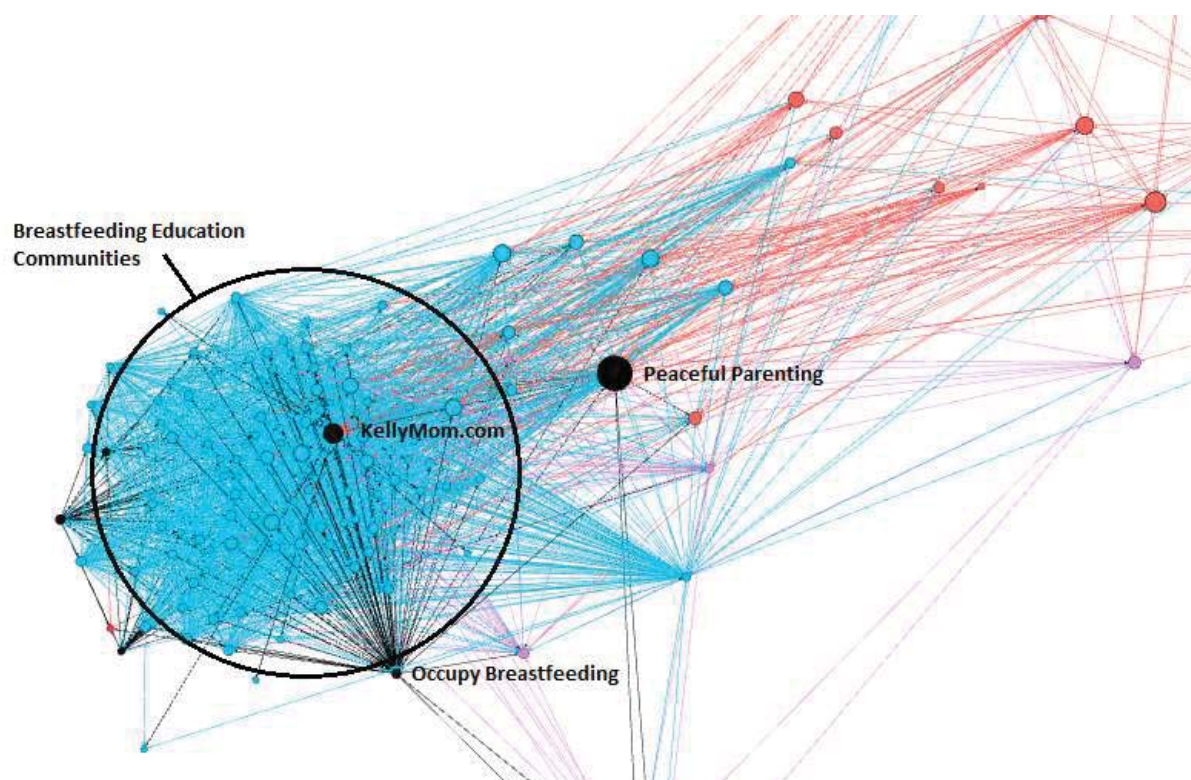 Breastfeeding Education
Communities
Peaceful Parenting
KellyMom.com
Occupy Breastfeeding